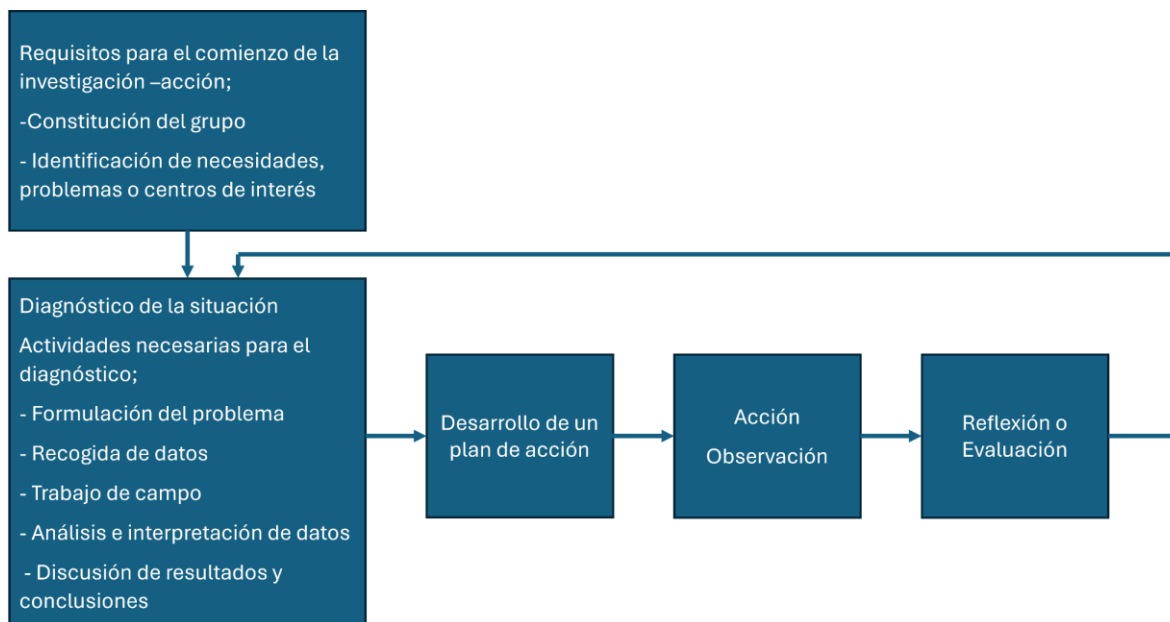 Requisitos para el comienzo de la
investigación –acción;
-Constitución del grupo
- Identificación de necesidades,
problemas o centros de interés
Diagnóstico de la situación
Actividades necesarias para el
diagnóstico;
- Formulación del problema
- Recogida de datos
- Trabajo de campo
- Análisis e interpretación de datos
- Discusión de resultados y
conclusiones
Desarrollo de un
plan de acción
Acción
Observación
Reflexión o
Evaluación